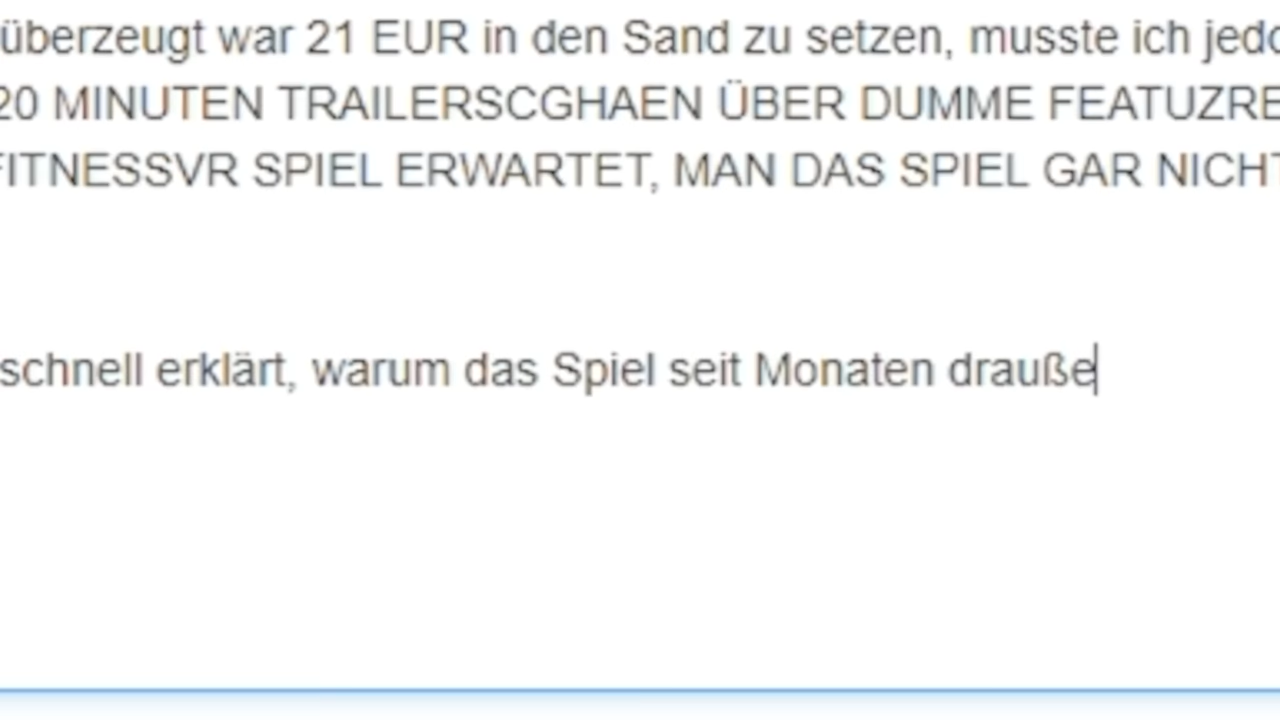 überzeugt war 21 EUR in den Sand zu setzen, musste ich jedo
20 MINUTEN TRAILERSCGHAEN ÜBER DUMME FEATUZRE
FITNESSVR SPIEL ERWARTET, MAN DAS SPIEL GAR NICHT
schnell erklärt, warum das Spiel seit Monaten drauße